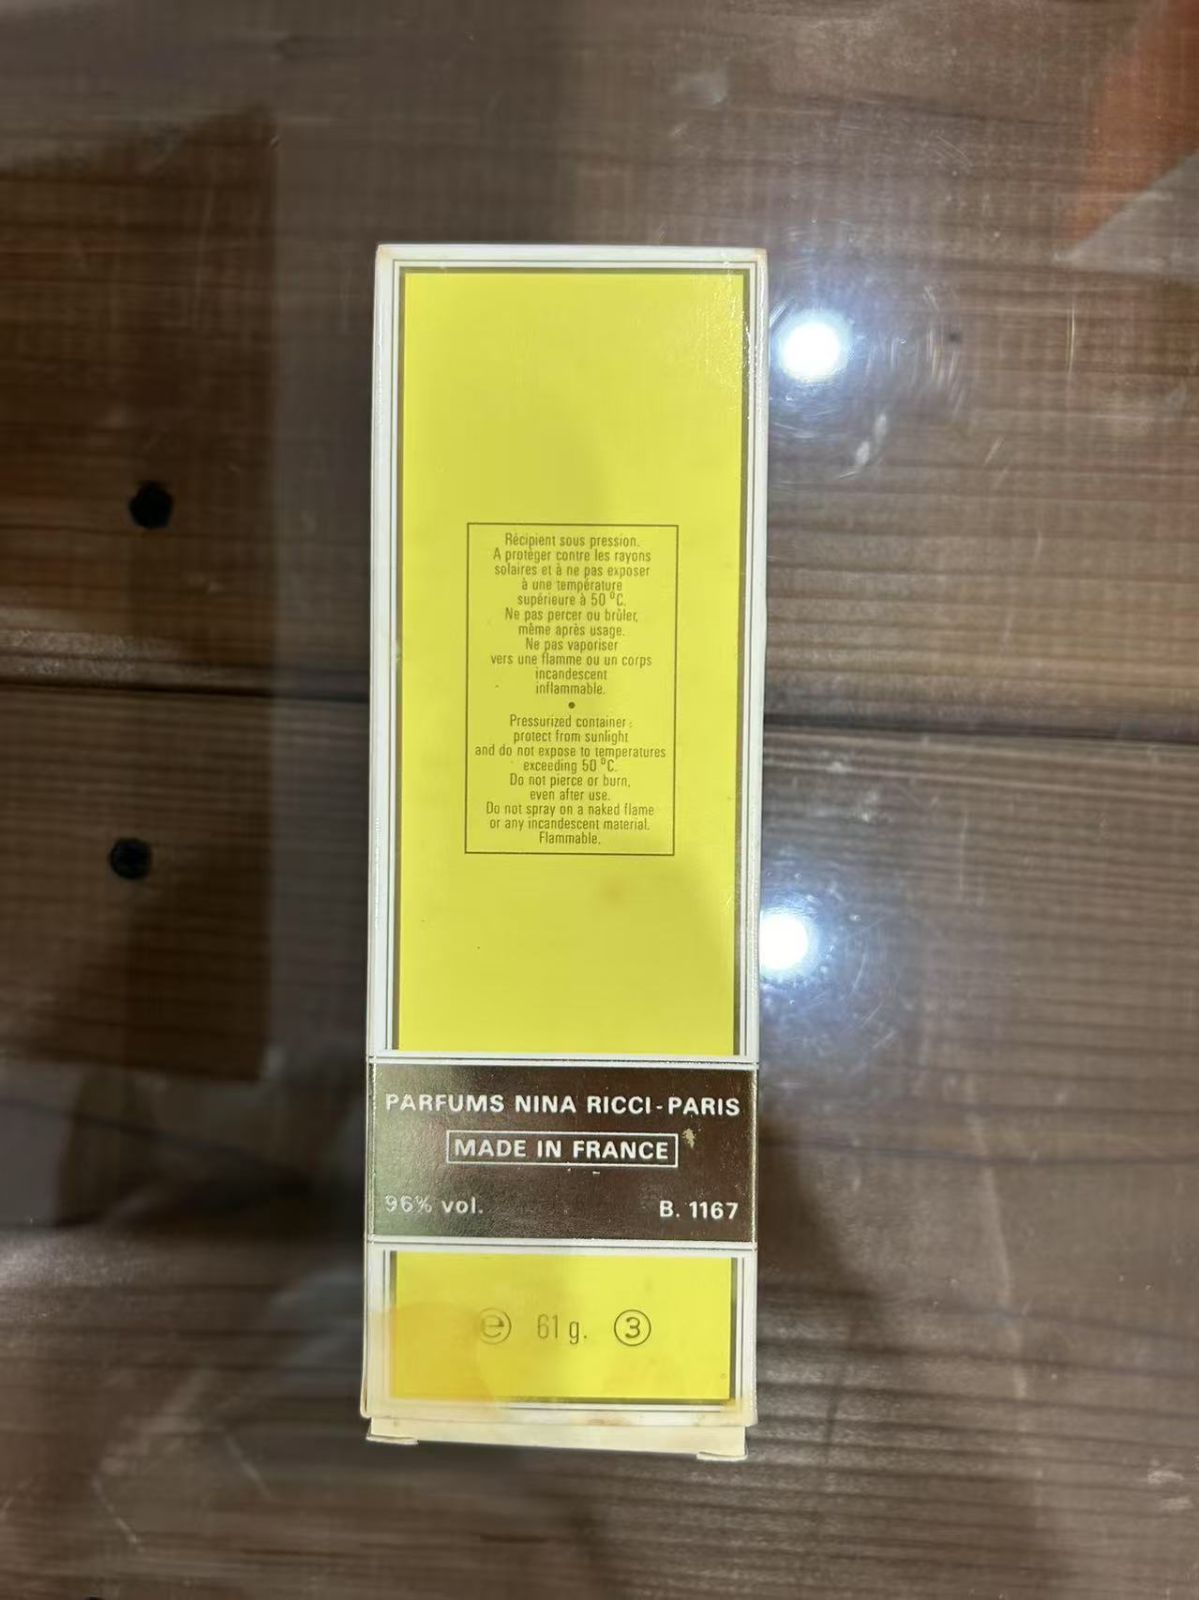 Récipient sous pression.
A protéger contre les rayons
solaires et à ne pas exposer
à une température
supérieure à 50 °C.
Ne pas percer ou brûler,
même après usage.
Ne pas vaporiser
vers une flamme ou un corps
incandescent
inflammable.
•
Pressurized container :
protect from sunlight
and do not expose to temperatures
exceeding 50 °C.
Do not pierce or burn,
even after use.
Do not spray on a naked flame
or any incandescent material.
Flammable.
PARFUMS NINA RICCI - PARIS
MADE IN FRANCE
96% vol. B. 1167
℮ 61 g. ③